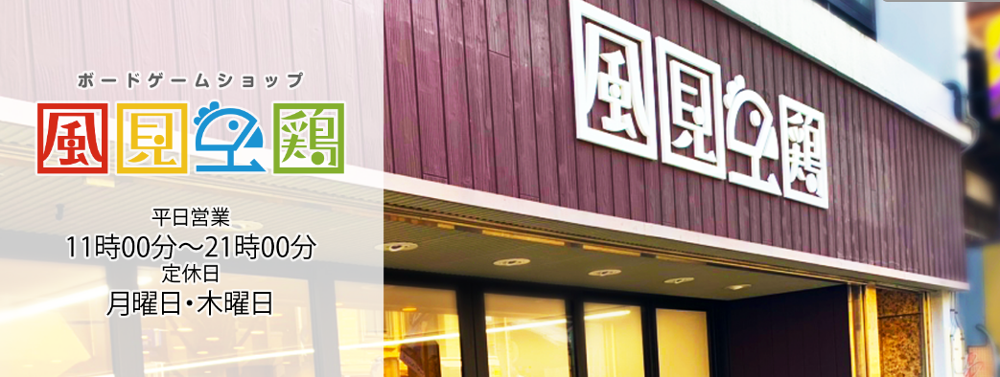 ボードゲームショップ
風見鶏
平日営業
11時00分～21時00分
定休日
月曜日・木曜日
風見鶏